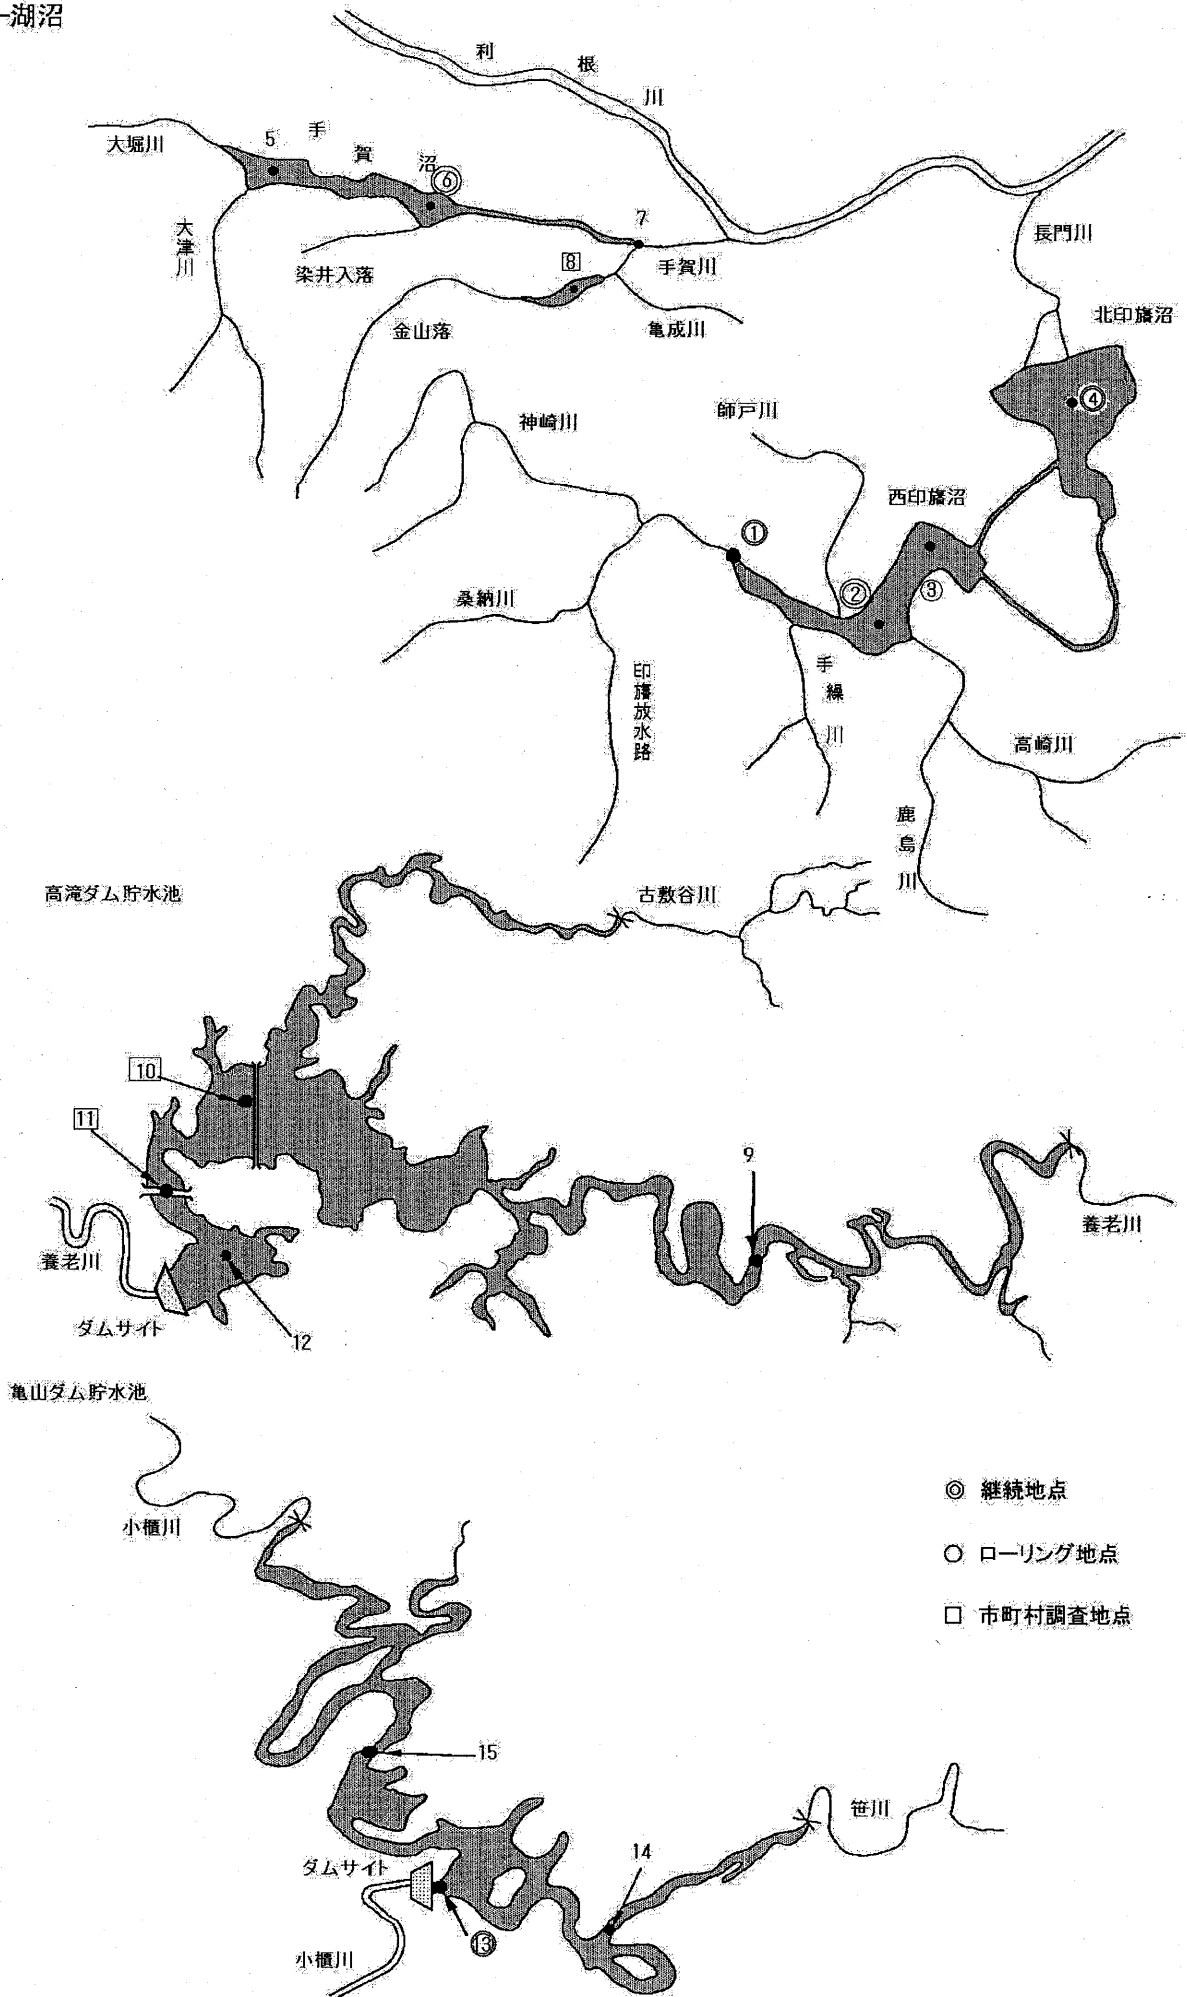 湖沼
利根川
大堀川
5
手賀沼
⑥
7
大津川
染井入落
8
手賀川
長門川
金山落
亀成川
北印旛沼
④
神崎川
師戸川
西印旛沼
①
②
③
桑納川
印旛放水路
手繰川
高崎川
鹿島川
高滝ダム貯水池
古敷谷川
10
11
9
養老川
養老川
ダムサイト
12
亀山ダム貯水池
小櫃川
◎ 継続地点
○ ローリング地点
□ 市町村調査地点
15
笹川
14
ダムサイト
⑬
小櫃川